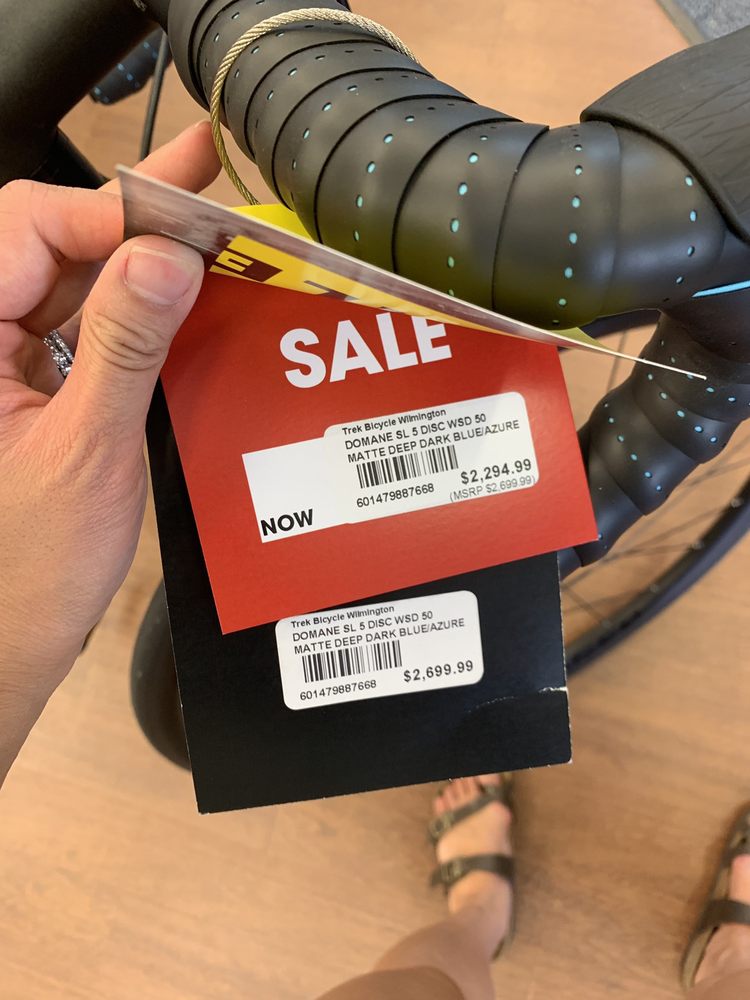 SALE
Trek Bicycle Wilmington
DOMANE SL 5 DISC WSD 50
MATTE DEEP DARK BLUE/AZURE
$2,294.99
601479887668
(MSRP $2,699.99)
NOW
Trek Bicycle Wilmington
DOMANE SL 5 DISC WSD 50
MATTE DEEP DARK BLUE/AZURE
$2,699.99
601479887668